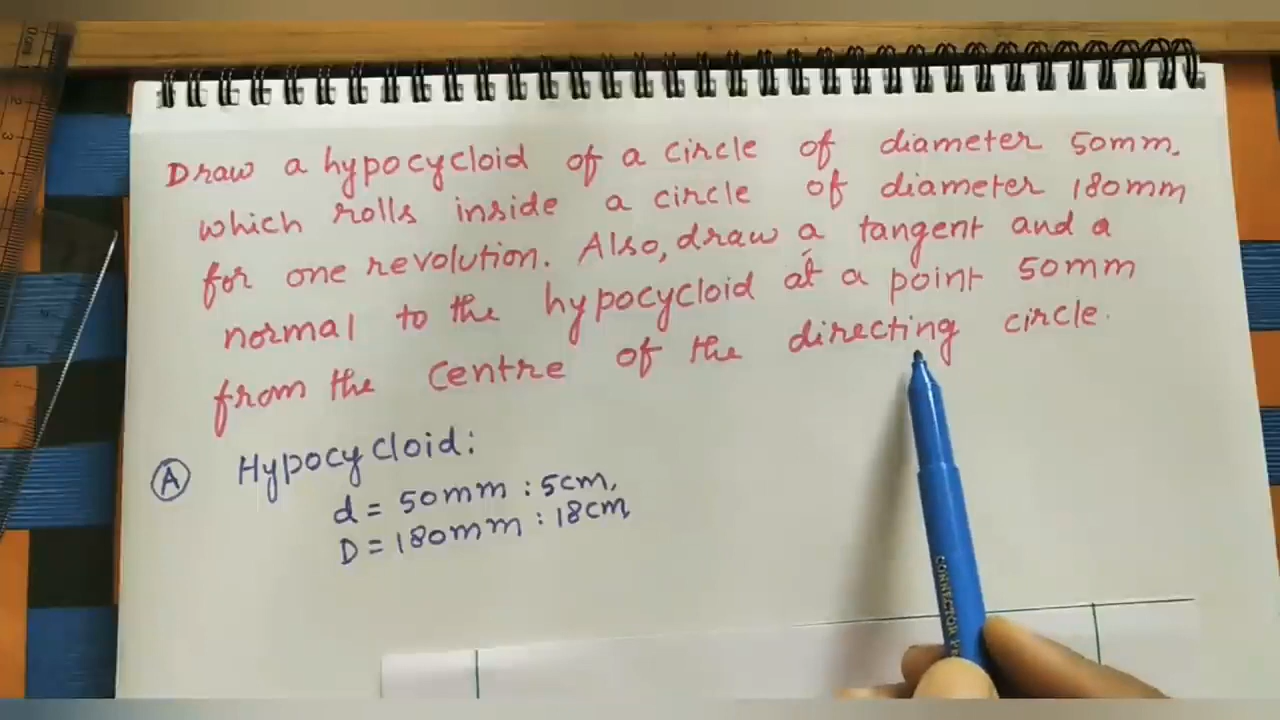 Draw a hypocycloid of a circle of diameter 50mm.
which rolls inside a circle of diameter 180mm
for one revolution. Also, draw a tangent and a
normal to the hypocycloid at a point 50mm
from the centre of the directing circle.
A Hypocycloid:
d = 50mm : 5cm,
D = 180mm : 18cm
CONNECTOR PEN